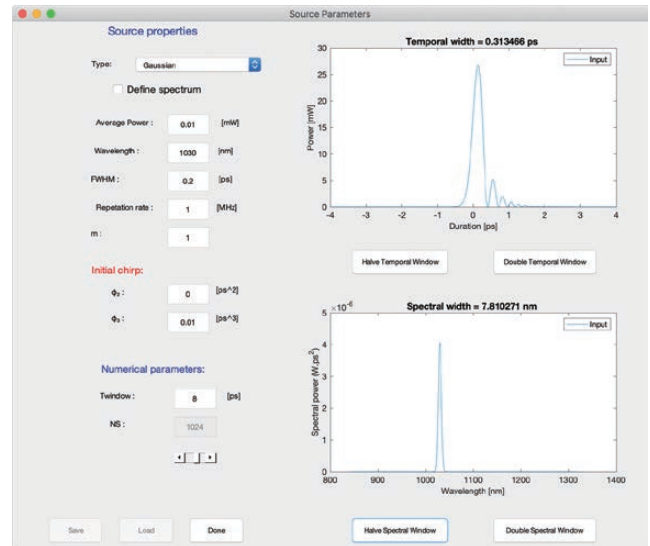 Source Parameters
Source properties
Type: Gaussian
Define spectrum
Average Power : 0.01 [mW]
Wavelength : 1030 [nm]
FWHM : 0.2 [ps]
Repetation rate : 1 [MHz]
m : 1
Initial chirp:
ϕ₂ : 0 [ps^2]
ϕ₃ : 0.01 [ps^3]
Numerical parameters:
Twindow : 8 [ps]
NS : 1024
Save Load Done
Temporal width = 0.313466 ps
Input
Power [mW]
30
25
20
15
10
5
0
-4 -3 -2 -1 0 1 2 3 4
Duration [ps]
Halve Temporal Window Double Temporal Window
×10⁻⁶ Spectral width = 7.810271 nm
Input
Spectral power (W.ps²)
5
4
3
2
1
0
800 900 1000 1100 1200 1300 1400
Wavelength [nm]
Halve Spectral Window Double Spectral Window